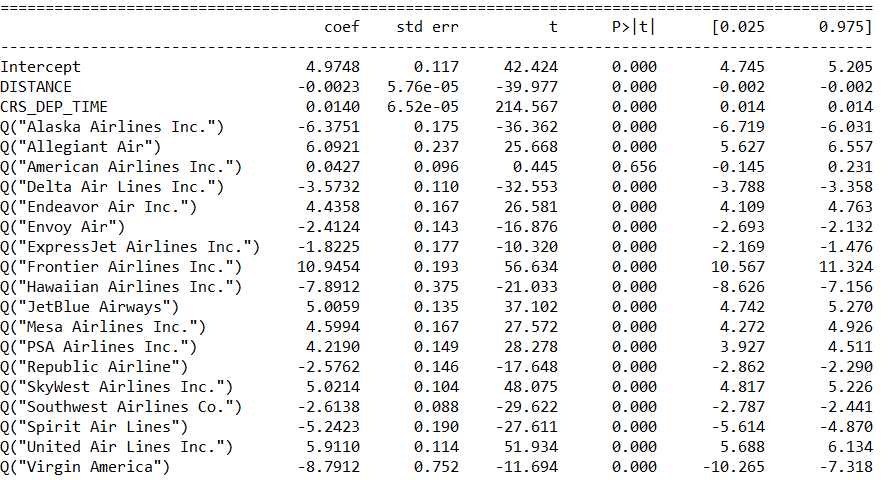 ==========================================================================================
coef std err t P>|t| [0.025 0.975]
------------------------------------------------------------------------------------------
Intercept 4.9748 0.117 42.424 0.000 4.745 5.205
DISTANCE -0.0023 5.76e-05 -39.977 0.000 -0.002 -0.002
CRS_DEP_TIME 0.0140 6.52e-05 214.567 0.000 0.014 0.014
Q("Alaska Airlines Inc.") -6.3751 0.175 -36.362 0.000 -6.719 -6.031
Q("Allegiant Air") 6.0921 0.237 25.668 0.000 5.627 6.557
Q("American Airlines Inc.") 0.0427 0.096 0.445 0.656 -0.145 0.231
Q("Delta Air Lines Inc.") -3.5732 0.110 -32.553 0.000 -3.788 -3.358
Q("Endeavor Air Inc.") 4.4358 0.167 26.581 0.000 4.109 4.763
Q("Envoy Air") -2.4124 0.143 -16.876 0.000 -2.693 -2.132
Q("ExpressJet Airlines Inc.") -1.8225 0.177 -10.320 0.000 -2.169 -1.476
Q("Frontier Airlines Inc.") 10.9454 0.193 56.634 0.000 10.567 11.324
Q("Hawaiian Airlines Inc.") -7.8912 0.375 -21.033 0.000 -8.626 -7.156
Q("JetBlue Airways") 5.0059 0.135 37.102 0.000 4.742 5.270
Q("Mesa Airlines Inc.") 4.5994 0.167 27.572 0.000 4.272 4.926
Q("PSA Airlines Inc.") 4.2190 0.149 28.278 0.000 3.927 4.511
Q("Republic Airline") -2.5762 0.146 -17.648 0.000 -2.862 -2.290
Q("SkyWest Airlines Inc.") 5.0214 0.104 48.075 0.000 4.817 5.226
Q("Southwest Airlines Co.") -2.6138 0.088 -29.622 0.000 -2.787 -2.441
Q("Spirit Air Lines") -5.2423 0.190 -27.611 0.000 -5.614 -4.870
Q("United Air Lines Inc.") 5.9110 0.114 51.934 0.000 5.688 6.134
Q("Virgin America") -8.7912 0.752 -11.694 0.000 -10.265 -7.318